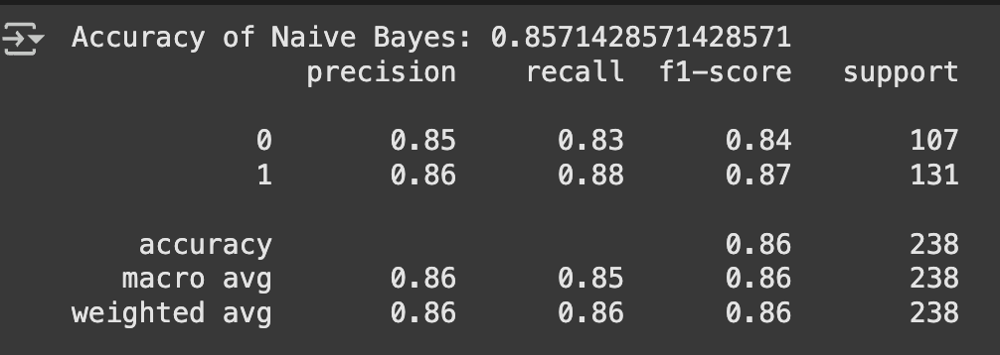 Accuracy of Naive Bayes: 0.8571428571428571
precision recall f1-score support
0 0.85 0.83 0.84 107
1 0.86 0.88 0.87 131
accuracy 0.86 238
macro avg 0.86 0.85 0.86 238
weighted avg 0.86 0.86 0.86 238